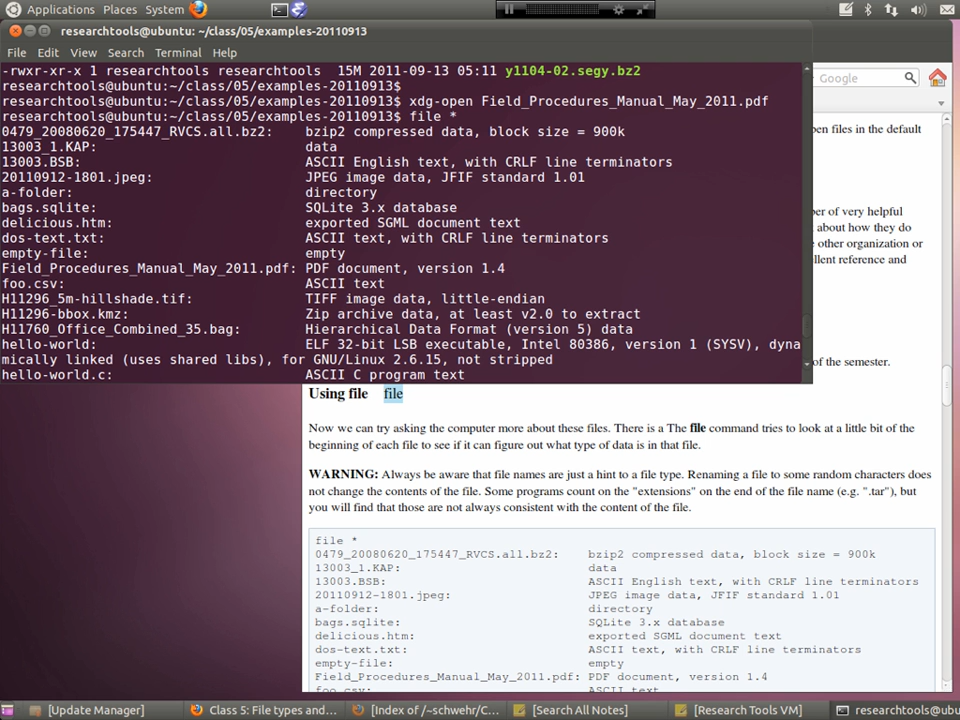 Applications Places System
researchtools@ubuntu: ~/class/05/examples-20110913
File Edit View Search Terminal Help
-rwxr-xr-x 1 researchtools researchtools  15M 2011-09-13 05:11 y1104-02.segy.bz2
researchtools@ubuntu:~/class/05/examples-20110913$
researchtools@ubuntu:~/class/05/examples-20110913$ xdg-open Field_Procedures_Manual_May_2011.pdf
researchtools@ubuntu:~/class/05/examples-20110913$ file *
0479_20080620_175447_RVCS.all.bz2:    bzip2 compressed data, block size = 900k
13003_1.KAP:    data
13003.BSB:    ASCII English text, with CRLF line terminators
20110912-1801.jpeg:    JPEG image data, JFIF standard 1.01
a-folder:    directory
bags.sqlite:    SQLite 3.x database
delicious.htm:    exported SGML document text
dos-text.txt:    ASCII text, with CRLF line terminators
empty-file:    empty
Field_Procedures_Manual_May_2011.pdf: PDF document, version 1.4
foo.csv:    ASCII text
H11296_5m-hillshade.tif:    TIFF image data, little-endian
H11296-bbox.kmz:    Zip archive data, at least v2.0 to extract
H11760_Office_Combined_35.bag:    Hierarchical Data Format (version 5) data
hello-world:    ELF 32-bit LSB executable, Intel 80386, version 1 (SYSV), dyna
mically linked (uses shared libs), for GNU/Linux 2.6.15, not stripped
hello-world.c:    ASCII C program text
Google
en files in the default
er of very helpful
about how they do
e other organization or
llent reference and
of the semester.
Using file file
Now we can try asking the computer more about these files. There is a The file command tries to look at a little bit of the
beginning of each file to see if it can figure out what type of data is in that file.
WARNING: Always be aware that file names are just a hint to a file type. Renaming a file to some random characters does
not change the contents of the file. Some programs count on the "extensions" on the end of the file name (e.g. ".tar"), but
you will find that those are not always consistent with the content of the file.
file *
0479_20080620_175447_RVCS.all.bz2:    bzip2 compressed data, block size = 900k
13003_1.KAP:    data
13003.BSB:    ASCII English text, with CRLF line terminators
20110912-1801.jpeg:    JPEG image data, JFIF standard 1.01
a-folder:    directory
bags.sqlite:    SQLite 3.x database
delicious.htm:    exported SGML document text
dos-text.txt:    ASCII text, with CRLF line terminators
empty-file:    empty
Field_Procedures_Manual_May_2011.pdf: PDF document, version 1.4
foo.csv:    ASCII text
[Update Manager] Class 5: File types and... [Index of /~schwehr/C... [Search All Notes] [Research Tools VM] researchtools@ubu